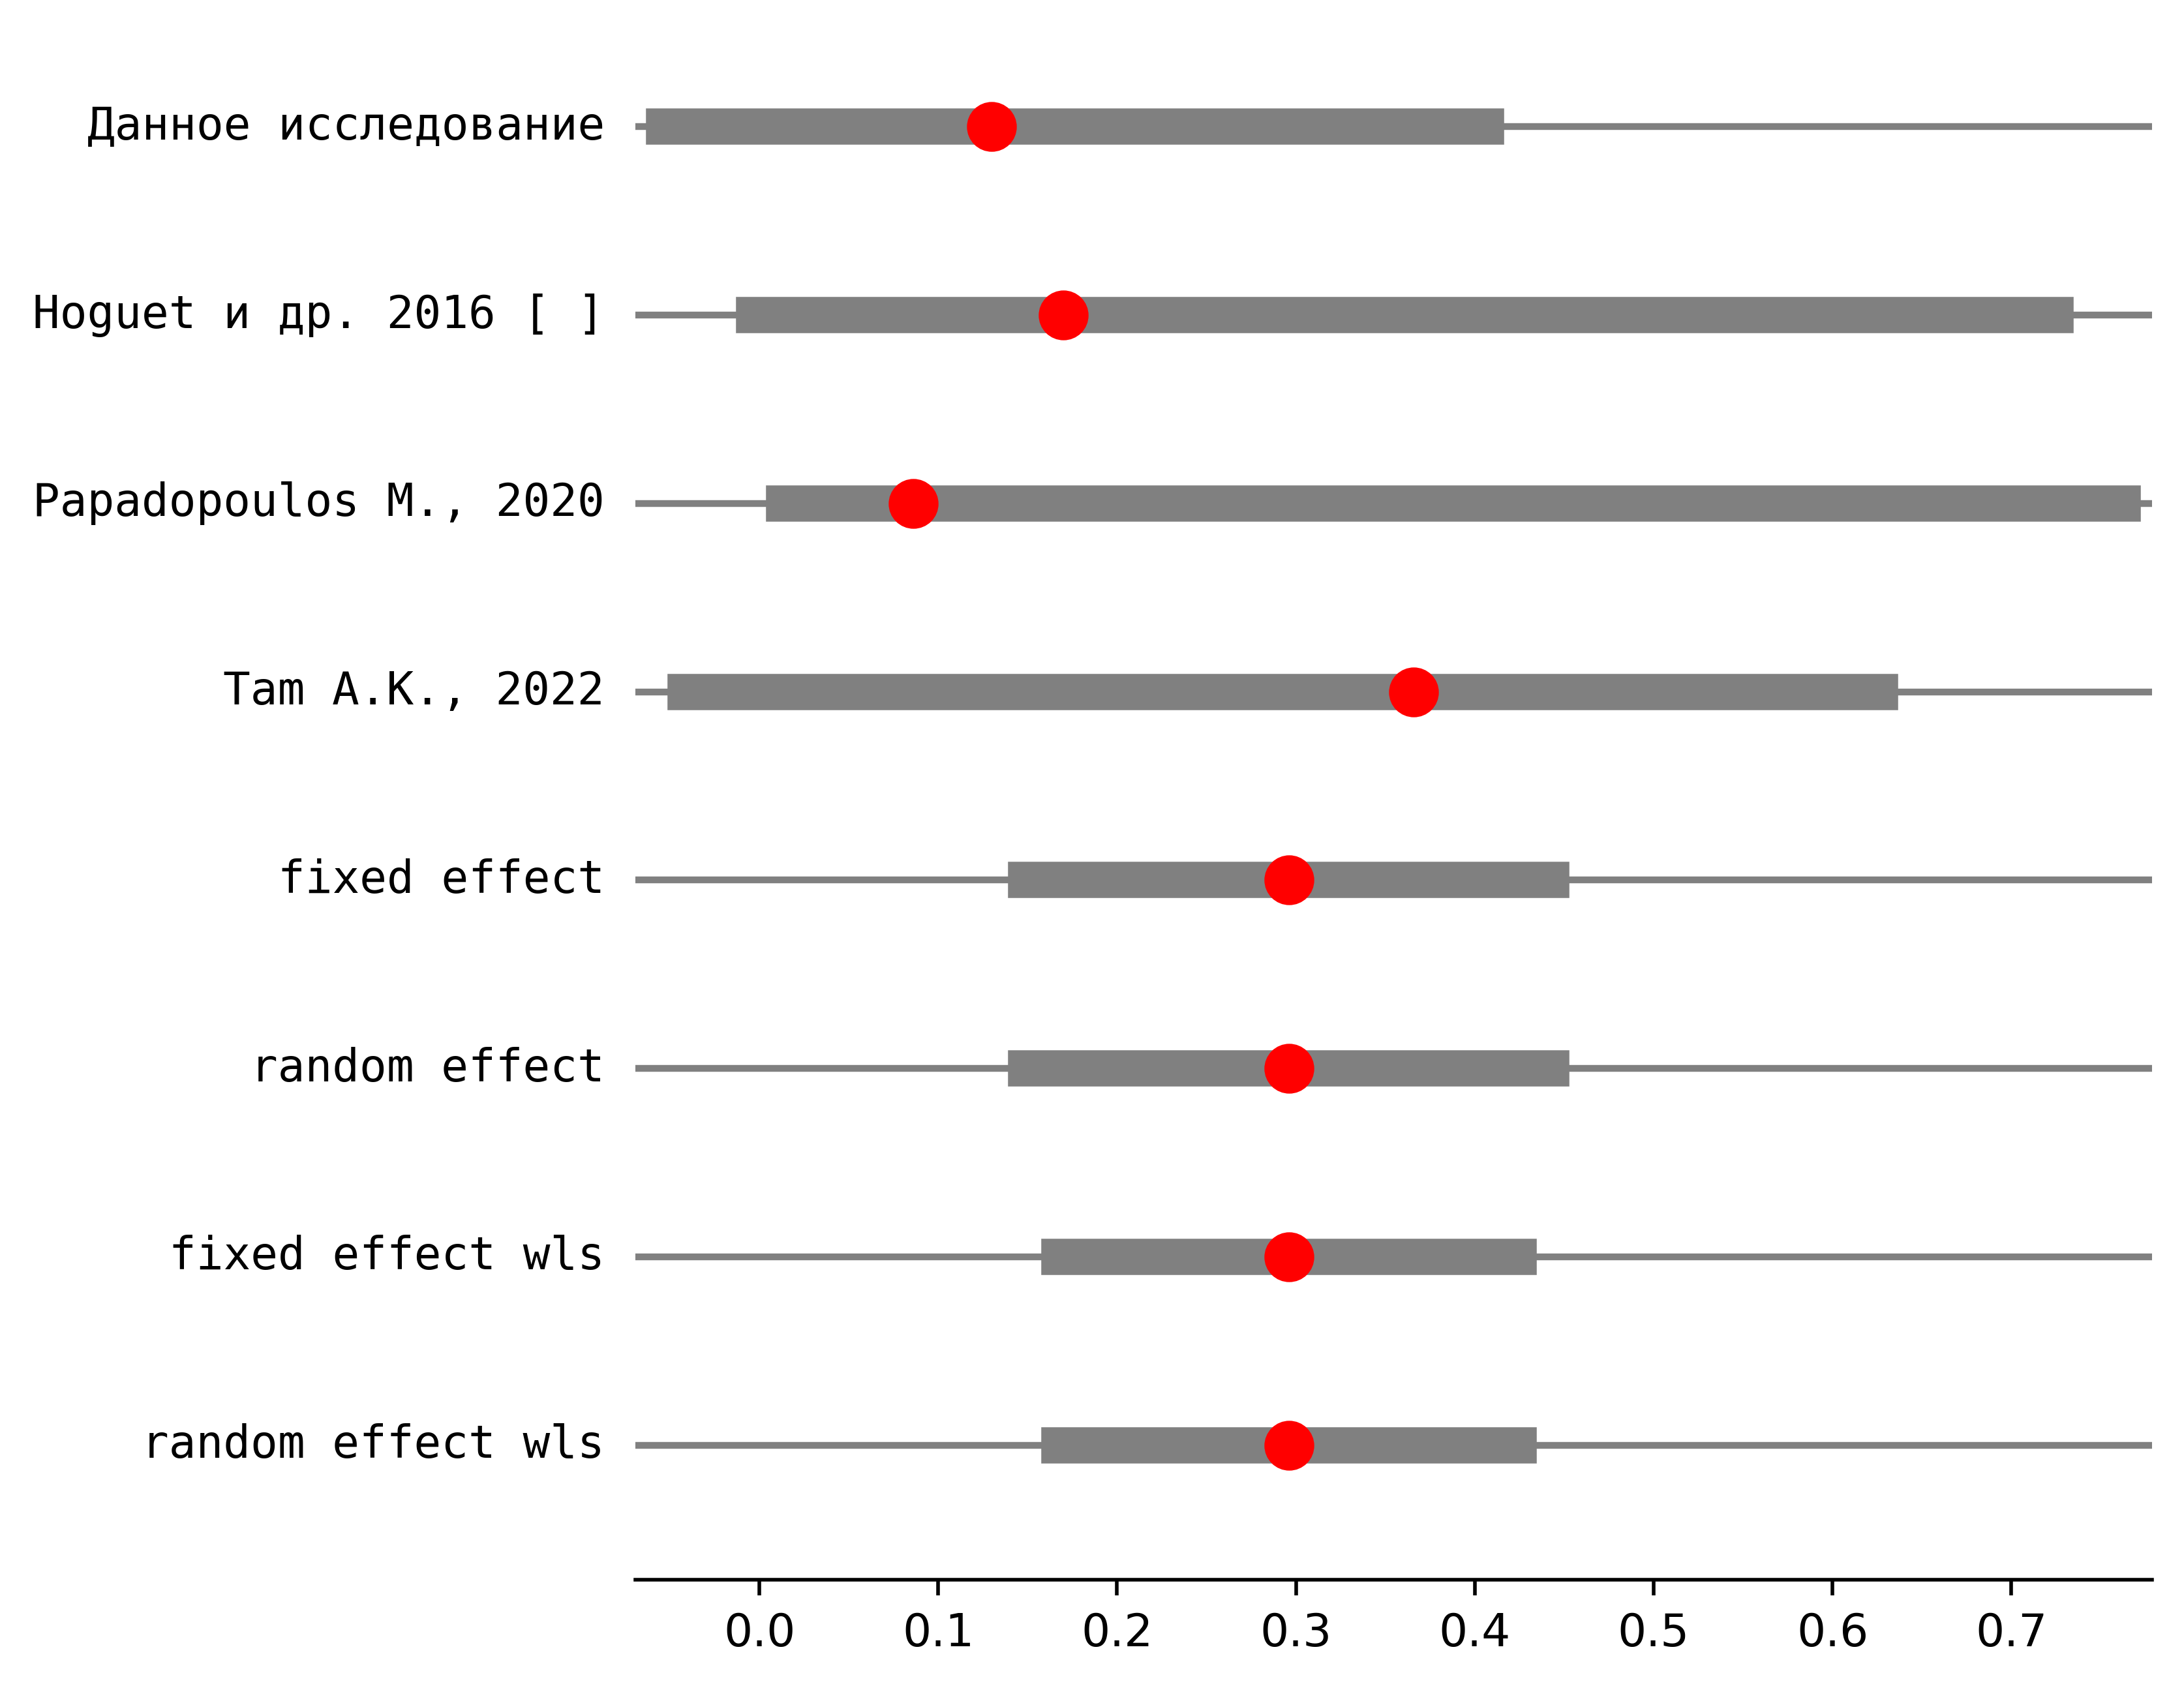 Данное исследование
Hoguet и др. 2016 [ ]
Papadopoulos M., 2020
Tam A.K., 2022
fixed effect
random effect
fixed effect wls
random effect wls
0.0 0.1 0.2 0.3 0.4 0.5 0.6 0.7